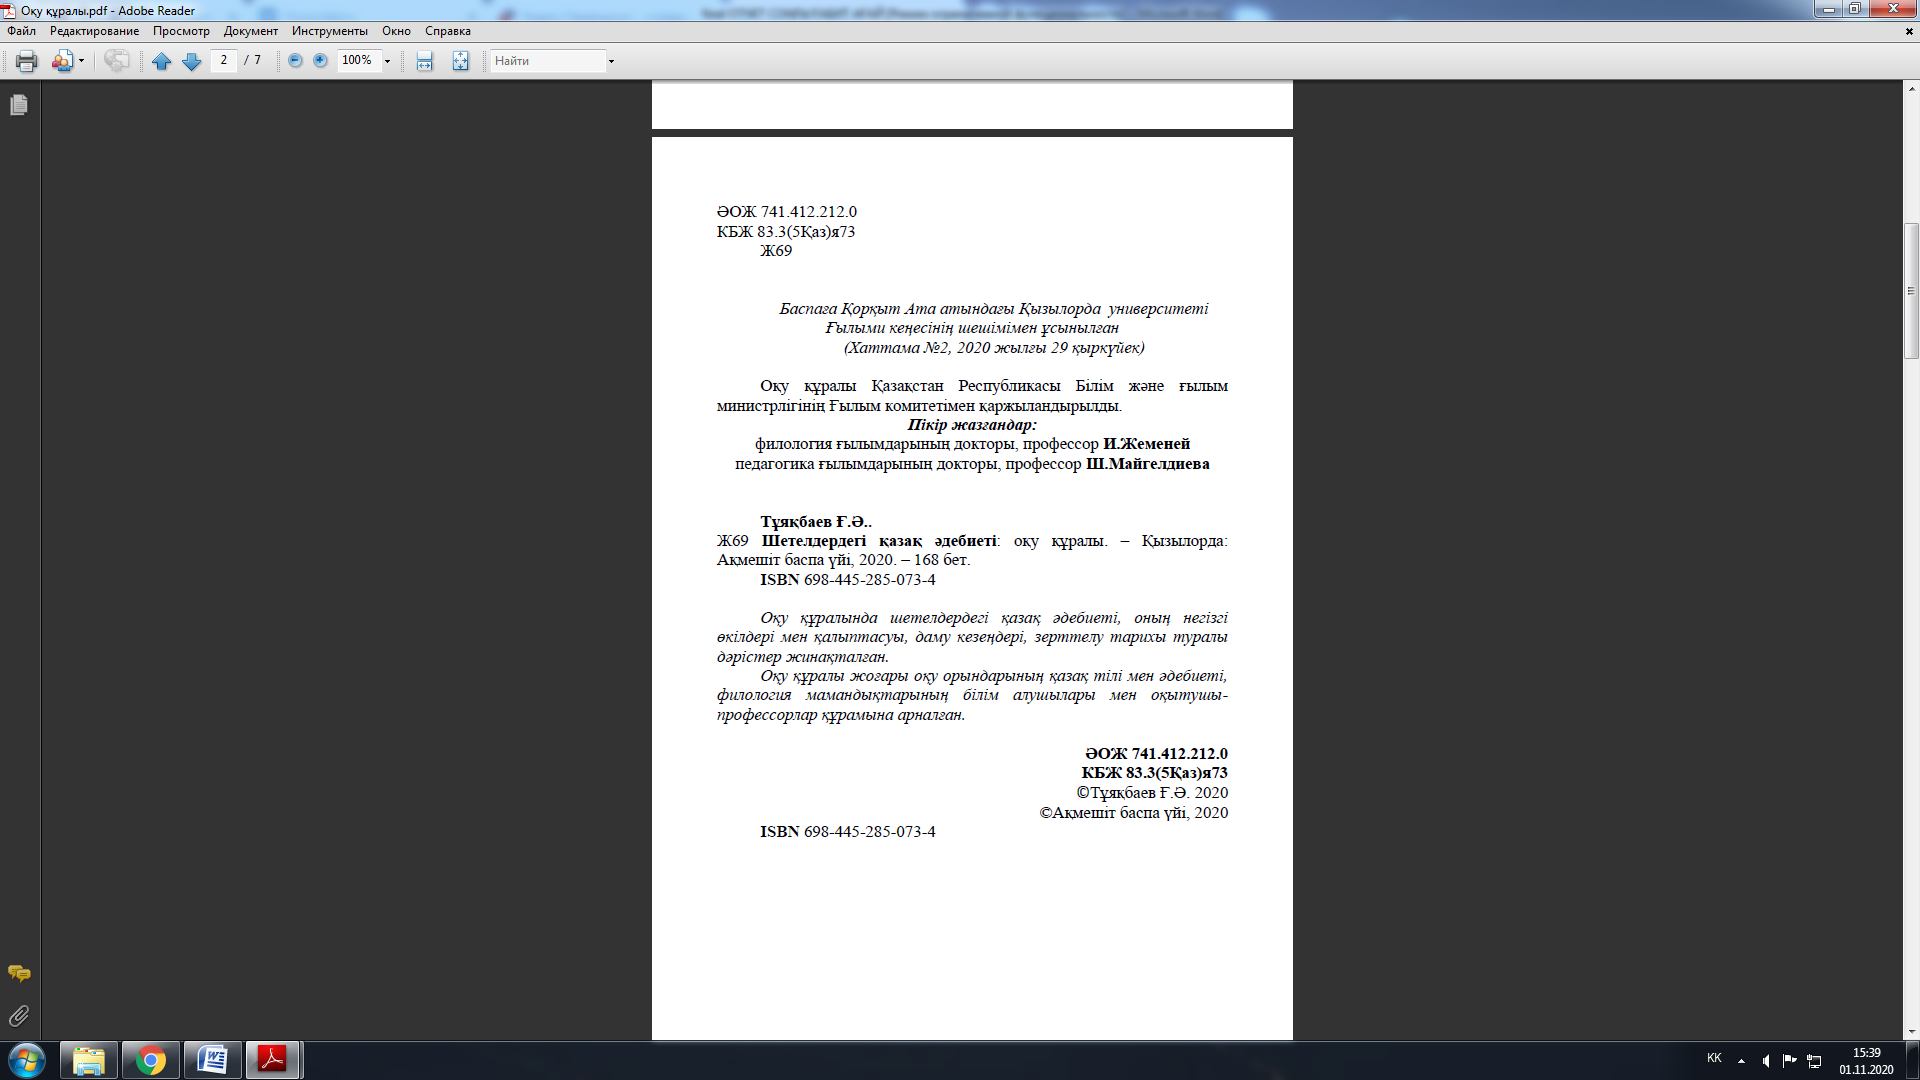 Оқу құралы.pdf - Adobe Reader
Файл Редактирование Просмотр Документ Инструменты Окно Справка
2 / 7 100% Найти
ӘОЖ 741.412.212.0
КБЖ 83.3(5Қаз)я73
Ж69
Баспаға Қорқыт Ата атындағы Қызылорда университеті
Ғылыми кеңесінің шешімімен ұсынылған
(Хаттама №2, 2020 жылғы 29 қыркүйек)
Оқу құралы Қазақстан Республикасы Білім және ғылым
министрлігінің Ғылым комитетімен қаржыландырылды.
Пікір жазғандар:
филология ғылымдарының докторы, профессор И.Жеменей
педагогика ғылымдарының докторы, профессор Ш.Майгелдиева
Тұяқбаев Ғ.Ә..
Ж69 Шетелдердегі қазақ әдебиеті: оқу құралы. – Қызылорда:
Ақмешіт баспа үйі, 2020. – 168 бет.
ISBN 698-445-285-073-4
Оқу құралында шетелдердегі қазақ әдебиеті, оның негізгі
өкілдері мен қалыптасуы, даму кезеңдері, зерттелу тарихы туралы
дәрістер жинақталған.
Оқу құралы жоғары оқу орындарының қазақ тілі мен әдебиеті,
филология мамандықтарының білім алушылары мен оқытушы-
профессорлар құрамына арналған.
ӘОЖ 741.412.212.0
КБЖ 83.3(5Қаз)я73
©Тұяқбаев Ғ.Ә. 2020
©Ақмешіт баспа үйі, 2020
ISBN 698-445-285-073-4
KK
15:39
01.11.2020